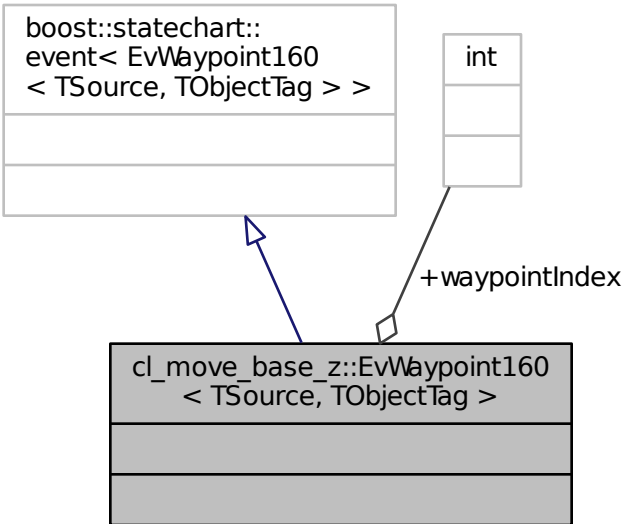 boost::statechart::
event< EvWaypoint160
< TSource, TObjectTag > >
int
+waypointIndex
cl_move_base_z::EvWaypoint160
< TSource, TObjectTag >